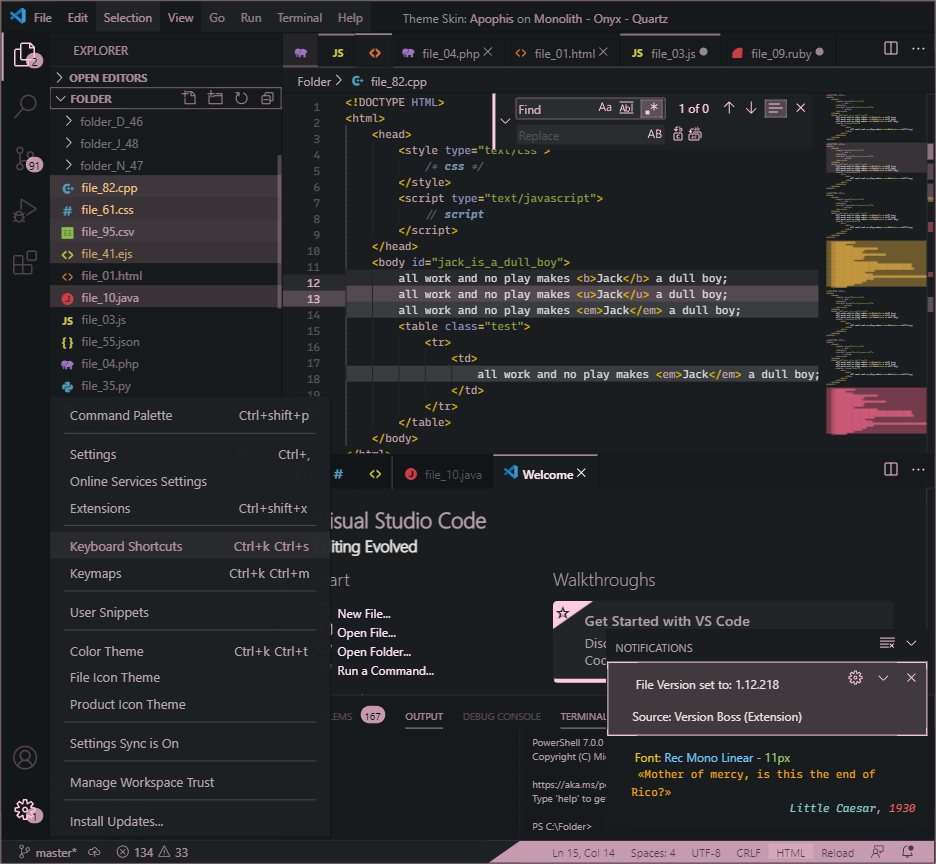 File Edit Selection View Go Run Terminal Help Theme Skin: Apophis on Monolith - Onyx - Quartz
2
EXPLORER
JS
<>
file_04.php
<> file_01.html
JS file_03.js
file_09.ruby
OPEN EDITORS
FOLDER
folder_D_46
folder_J_48
folder_N_47
file_82.cpp
# file_61.css
file_95.csv
<> file_41.ejs
<> file_01.html
J file_10.java
JS file_03.js
{} file_55.json
file_04.php
file_35.py
91
Folder > file_82.cpp
Find Aa Abl .* 1 of 0
Replace AB
1 <!DOCTYPE HTML>
2 <html>
3 <head>
4 <style type="text/css">
5 /* css */
6 </style>
7 <script type="text/javascript">
8 // script
9 </script>
10 </head>
11 <body id="jack_is_a_dull_boy">
12 all work and no play makes <b>Jack</b> a dull boy;
13 all work and no play makes <u>Jack</u> a dull boy;
14 all work and no play makes <em>Jack</em> a dull boy;
15 <table class="test">
16 <tr>
17 <td>
18 all work and no play makes <em>Jack</em> a dull boy;
19 </td>
</tr>
</table>
</body>
</html>
Command Palette Ctrl+shift+p
Settings Ctrl+,
Online Services Settings
Extensions Ctrl+shift+x
Keyboard Shortcuts Ctrl+k Ctrl+s
Keymaps Ctrl+k Ctrl+m
User Snippets
Color Theme Ctrl+k Ctrl+t
File Icon Theme
Product Icon Theme
Settings Sync is On
Manage Workspace Trust
Install Updates...
1
# <> J file_10.java Welcome
isual Studio Code
iting Evolved
art
New File...
Open File...
Open Folder...
Run a Command...
Walkthroughs
Get Started with VS Code
Disc
Coc
LEMS 167 OUTPUT DEBUG CONSOLE TERMINAL
PowerShell 7.0.0
Copyright (C) Mi
https://aka.ms/p
Type 'help' to get
PS C:\Folder>
NOTIFICATIONS
File Version set to: 1.12.218
Source: Version Boss (Extension)
Font: Rec Mono Linear - 11px
«Mother of mercy, is this the end of
Rico?»
Little Caesar, 1930
master* 134 33 Ln 15, Col 14 Spaces: 4 UTF-8 CRLF HTML Reload